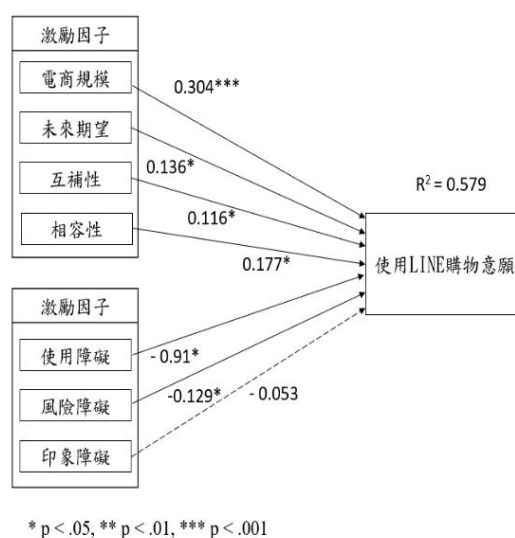 激勵因子
電商規模
未來期望
互補性
相容性
0.304***
0.136*
0.116*
0.177*
R² = 0.579
使用LINE購物意願
激勵因子
使用障礙
風險障礙
印象障礙
- 0.91*
-0.129*
- 0.053
* p < .05, ** p < .01, *** p < .001